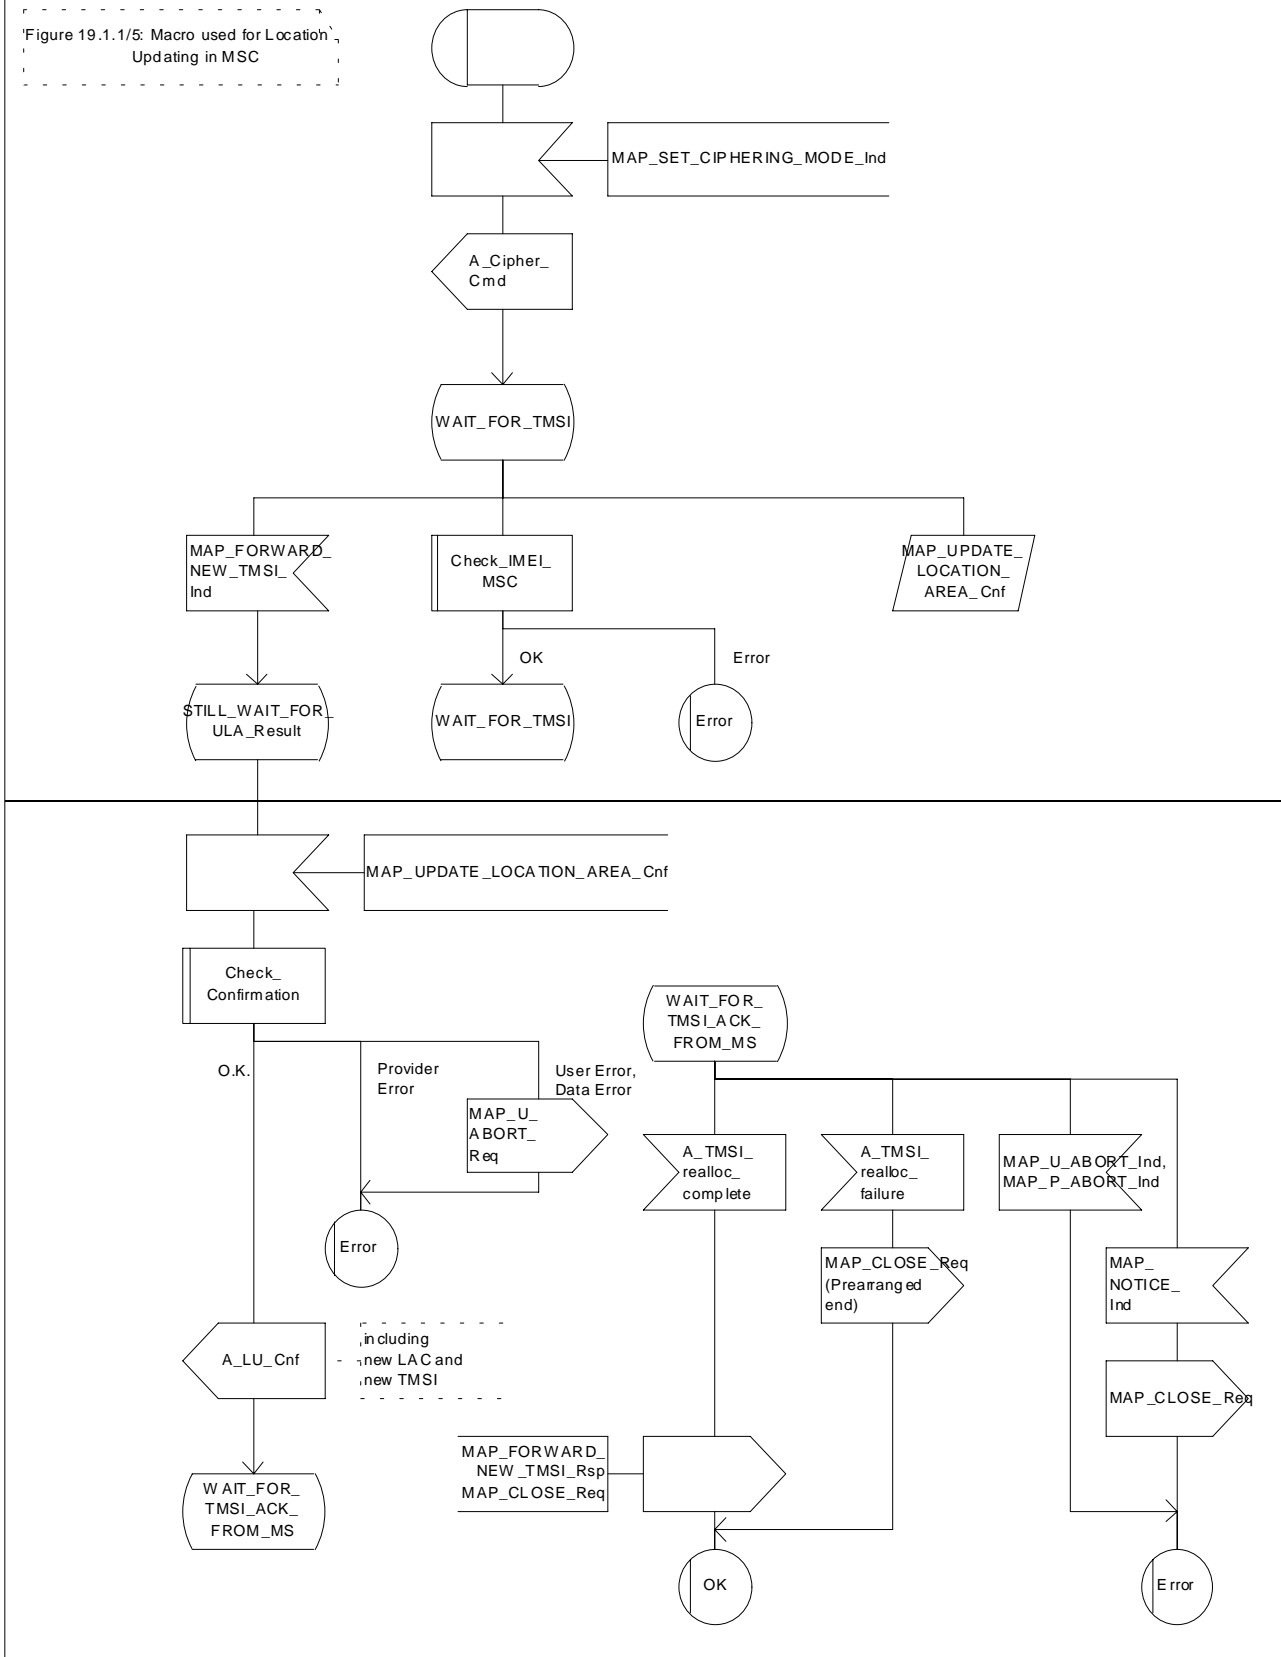 Figure 19.1.1/5: Macro used for Location
Updating in MSC
MAP_SET_CIPHERING_MODE_Ind
A_Cipher_
Cmd
WAIT_FOR_TMSI
MAP_FORWARD_
NEW_TMSI_
Ind
Check_IMEI_
MSC
MAP_UPDATE_
LOCATION_
AREA_Cnf
OK
Error
STILL_WAIT_FOR_
ULA_Result
WAIT_FOR_TMSI
Error
MAP_UPDATE_LOCATION_AREA_Cnf
Check_
Confirmation
O.K.
Provider
Error
User Error,
Data Error
MAP_U_
ABORT_
Req
Error
A_LU_Cnf
including
new LAC and
new TMSI
WAIT_FOR_
TMSI_ACK_
FROM_MS
WAIT_FOR_
TMSI_ACK_
FROM_MS
A_TMSI_
realloc_
complete
A_TMSI_
realloc_
failure
MAP_U_ABORT_Ind,
MAP_P_ABORT_Ind
MAP_CLOSE_Req
(Prearranged
end)
MAP_
NOTICE_
Ind
MAP_CLOSE_Req
MAP_FORWARD_
NEW_TMSI_Rsp
MAP_CLOSE_Req
OK
Error